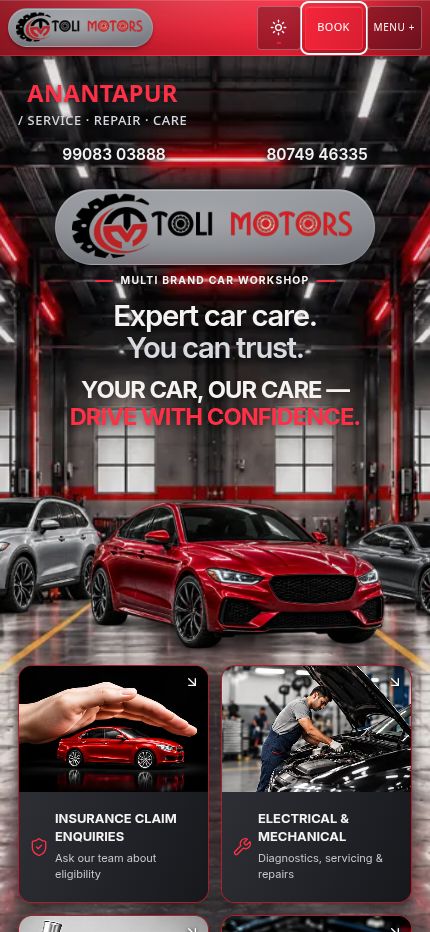 TOLI MOTORS
BOOK
MENU +
ANANTAPUR
/ SERVICE · REPAIR · CARE
99083 03888
80749 46335
TOLI MOTORS
MULTI BRAND CAR WORKSHOP
Expert car care.
You can trust.
YOUR CAR, OUR CARE —
DRIVE WITH CONFIDENCE.
INSURANCE CLAIM
ENQUIRIES
Ask our team about
eligibility
ELECTRICAL &
MECHANICAL
Diagnostics, servicing &
repairs